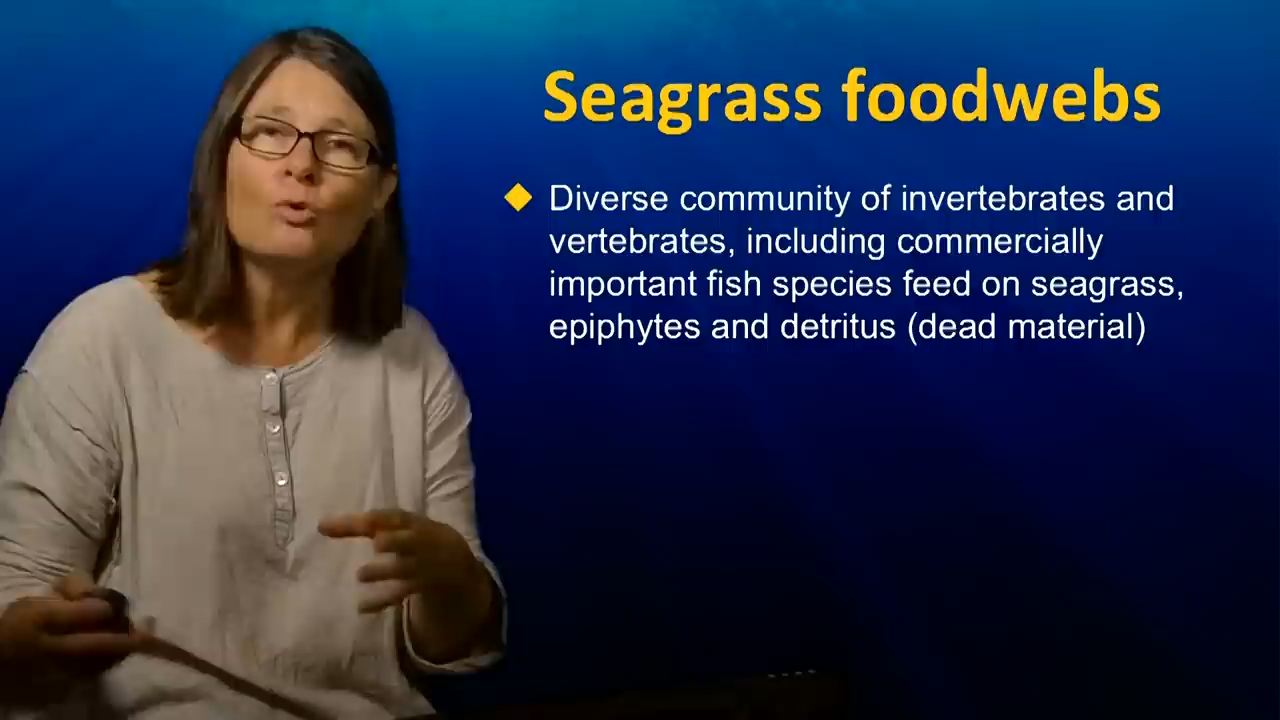 Seagrass foodwebs
Diverse community of invertebrates and
vertebrates, including commercially
important fish species feed on seagrass,
epiphytes and detritus (dead material)